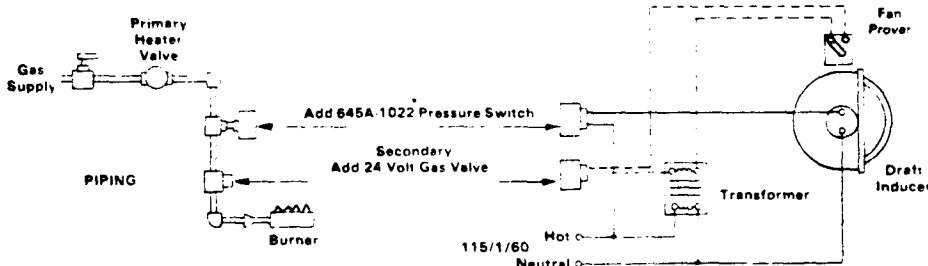 Primary
Heater
Valve
Gas
Supply
Fan
Prover
Add 645A-1022 Pressure Switch
Secondary
Add 24 Volt Gas Valve
PIPING
Transformer
Draft
Inducer
Burner
115/1/60
Hot
Neutral